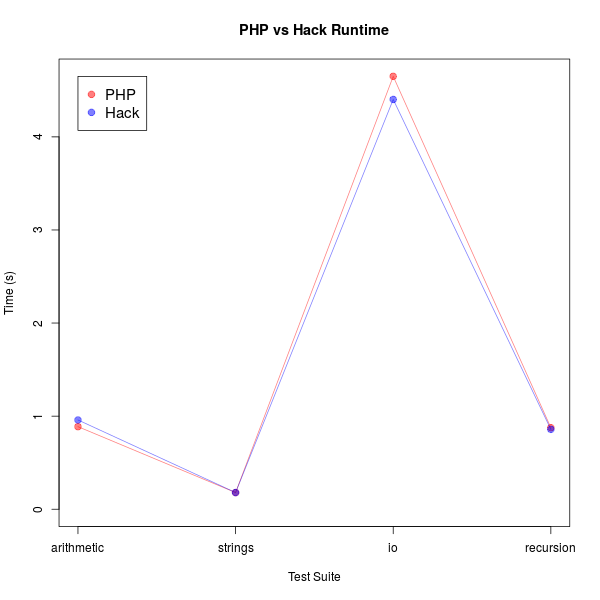 PHP vs Hack Runtime
PHP
Hack
4
3
2
1
0
Time (s)
arithmetic strings io recursion
Test Suite